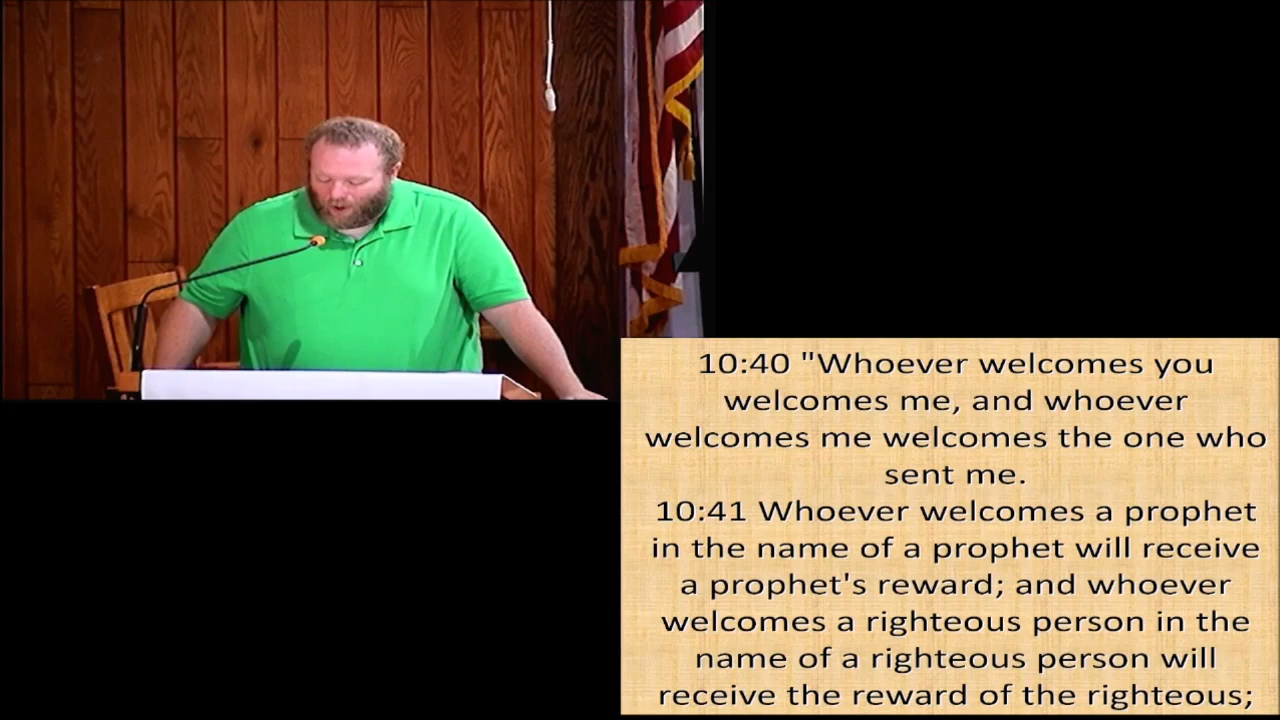 10:40 "Whoever welcomes you
welcomes me, and whoever
welcomes me welcomes the one who
sent me.
10:41 Whoever welcomes a prophet
in the name of a prophet will receive
a prophet's reward; and whoever
welcomes a righteous person in the
name of a righteous person will
receive the reward of the righteous;